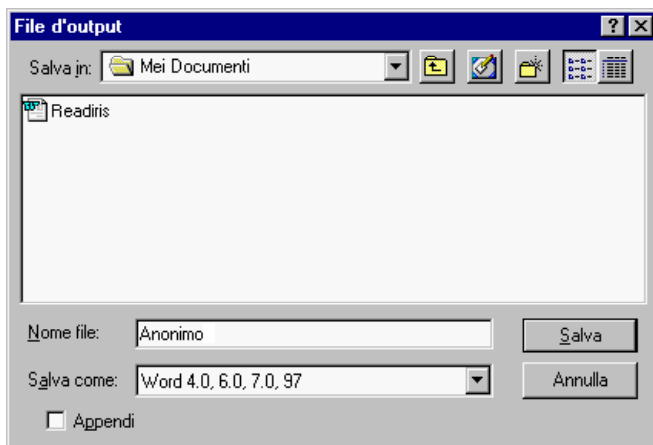 File d'output
Salva in: Mei Documenti
Readiris
Nome file: Anonimo Salva
Salva come: Word 4.0, 6.0, 7.0, 97 Annulla
Appendi